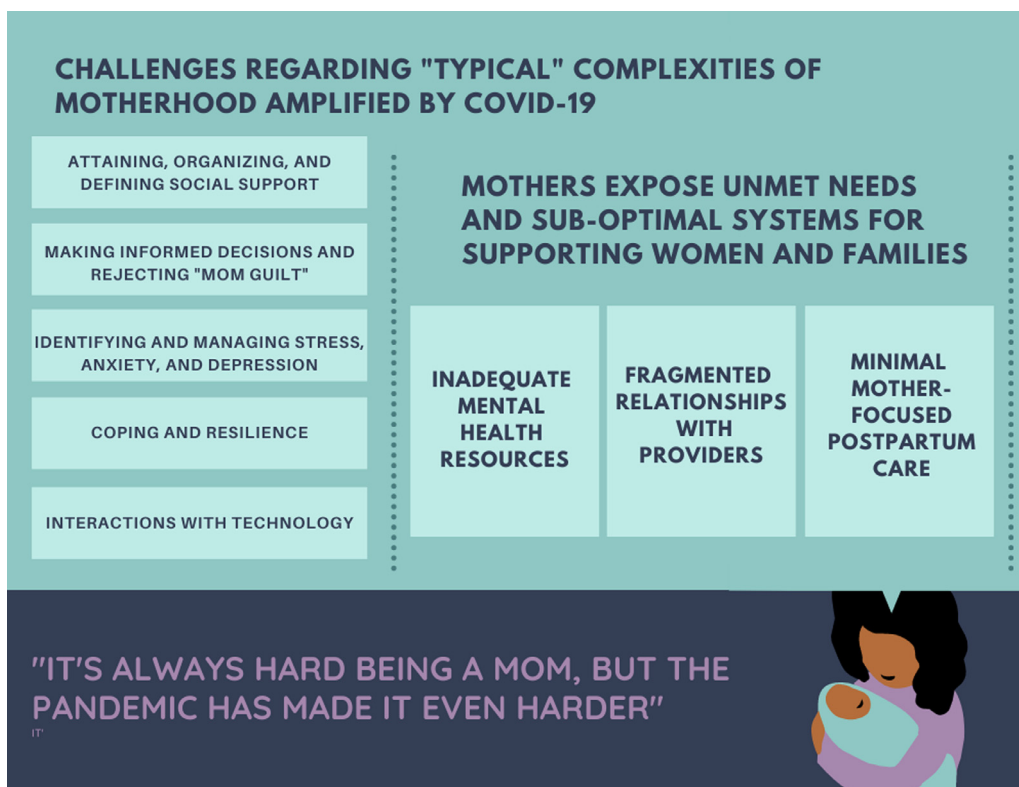 CHALLENGES REGARDING "TYPICAL" COMPLEXITIES OF
MOTHERHOOD AMPLIFIED BY COVID-19
ATTAINING, ORGANIZING, AND
DEFINING SOCIAL SUPPORT
MAKING INFORMED DECISIONS AND
REJECTING "MOM GUILT"
IDENTIFYING AND MANAGING STRESS,
ANXIETY, AND DEPRESSION
COPING AND RESILIENCE
INTERACTIONS WITH TECHNOLOGY
MOTHERS EXPOSE UNMET NEEDS
AND SUB-OPTIMAL SYSTEMS FOR
SUPPORTING WOMEN AND FAMILIES
INADEQUATE
MENTAL
HEALTH
RESOURCES
FRAGMENTED
RELATIONSHIPS
WITH
PROVIDERS
MINIMAL
MOTHER-
FOCUSED
POSTPARTUM
CARE
"IT'S ALWAYS HARD BEING A MOM, BUT THE
PANDEMIC HAS MADE IT EVEN HARDER"
IT'